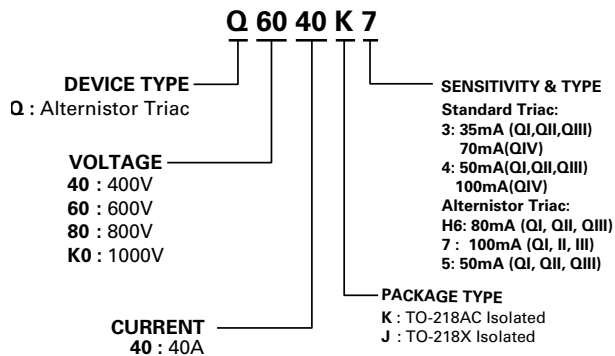 Q 60 40 K 7
DEVICE TYPE
Q : Alternistor Triac
VOLTAGE
40 : 400V
60 : 600V
80 : 800V
K0 : 1000V
CURRENT
40 : 40A
SENSITIVITY & TYPE
Standard Triac:
3: 35mA (QI,QII,QIII)
70mA(QIV)
4: 50mA(QI,QII,QIII)
100mA(QIV)
Alternistor Triac:
H6: 80mA (QI, QII, QIII)
7 : 100mA (QI, II, III)
5: 50mA (QI, QII, QIII)
PACKAGE TYPE
K : TO-218AC Isolated
J : TO-218X Isolated